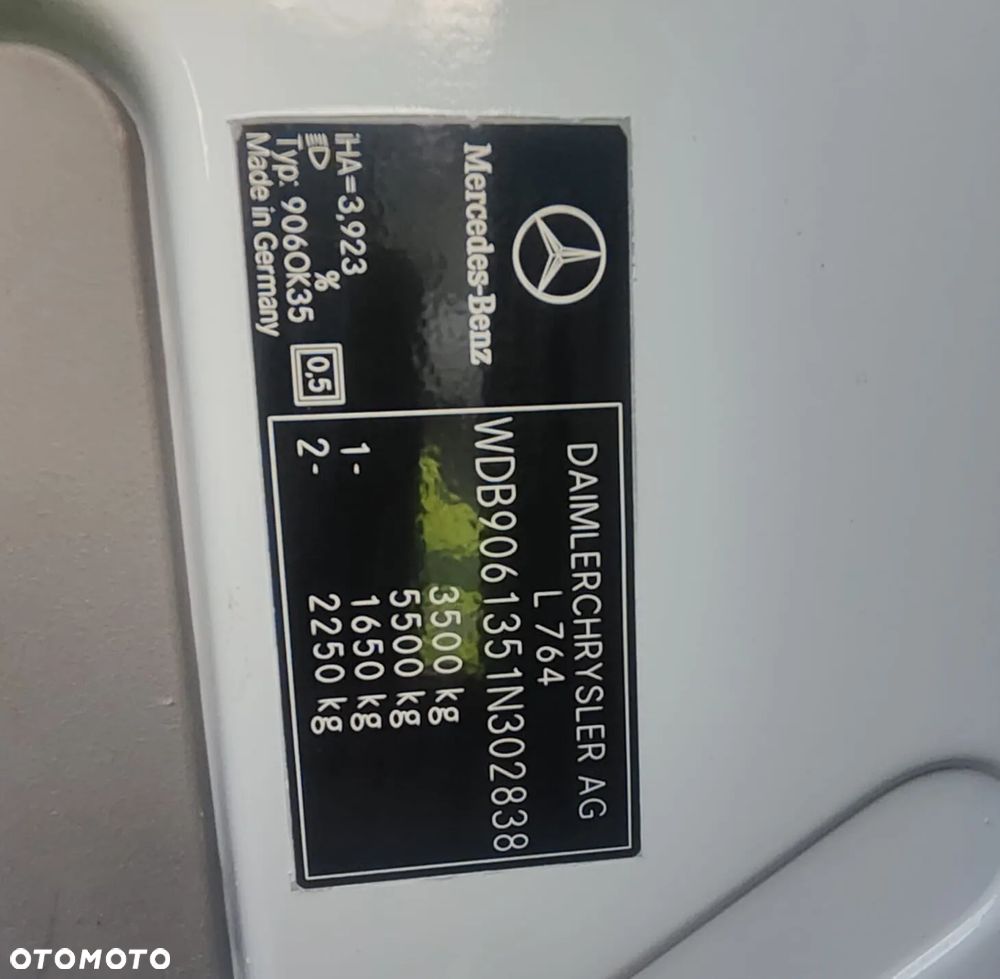 Mercedes-Benz
iHA=3,923
%
Typ: 906OK35
Made in Germany
0,5
DAIMLERCHRYSLER AG
L 764
WDB9061351N302838
3500 kg
5500 kg
1- 1650 kg
2- 2250 kg
OTOMOTO